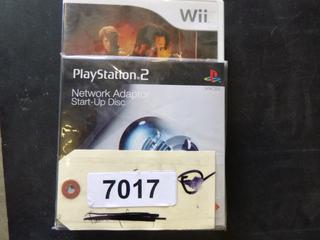 Wii
PlayStation.2
Network Adaptor
Start-Up Disc
7017